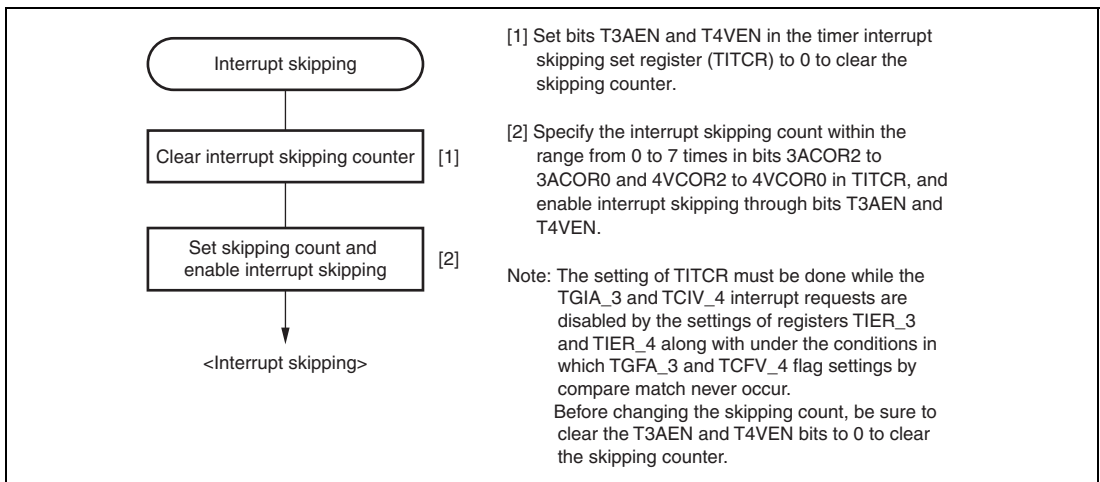 Interrupt skipping
Clear interrupt skipping counter
[1]
Set skipping count and
enable interrupt skipping
[2]
<Interrupt skipping>
[1] Set bits T3AEN and T4VEN in the timer interrupt
skipping set register (TITCR) to 0 to clear the
skipping counter.
[2] Specify the interrupt skipping count within the
range from 0 to 7 times in bits 3ACOR2 to
3ACOR0 and 4VCOR2 to 4VCOR0 in TITCR, and
enable interrupt skipping through bits T3AEN and
T4VEN.
Note: The setting of TITCR must be done while the
TGIA_3 and TCIV_4 interrupt requests are
disabled by the settings of registers TIER_3
and TIER_4 along with under the conditions in
which TGFA_3 and TCFV_4 flag settings by
compare match never occur.
Before changing the skipping count, be sure to
clear the T3AEN and T4VEN bits to 0 to clear
the skipping counter.